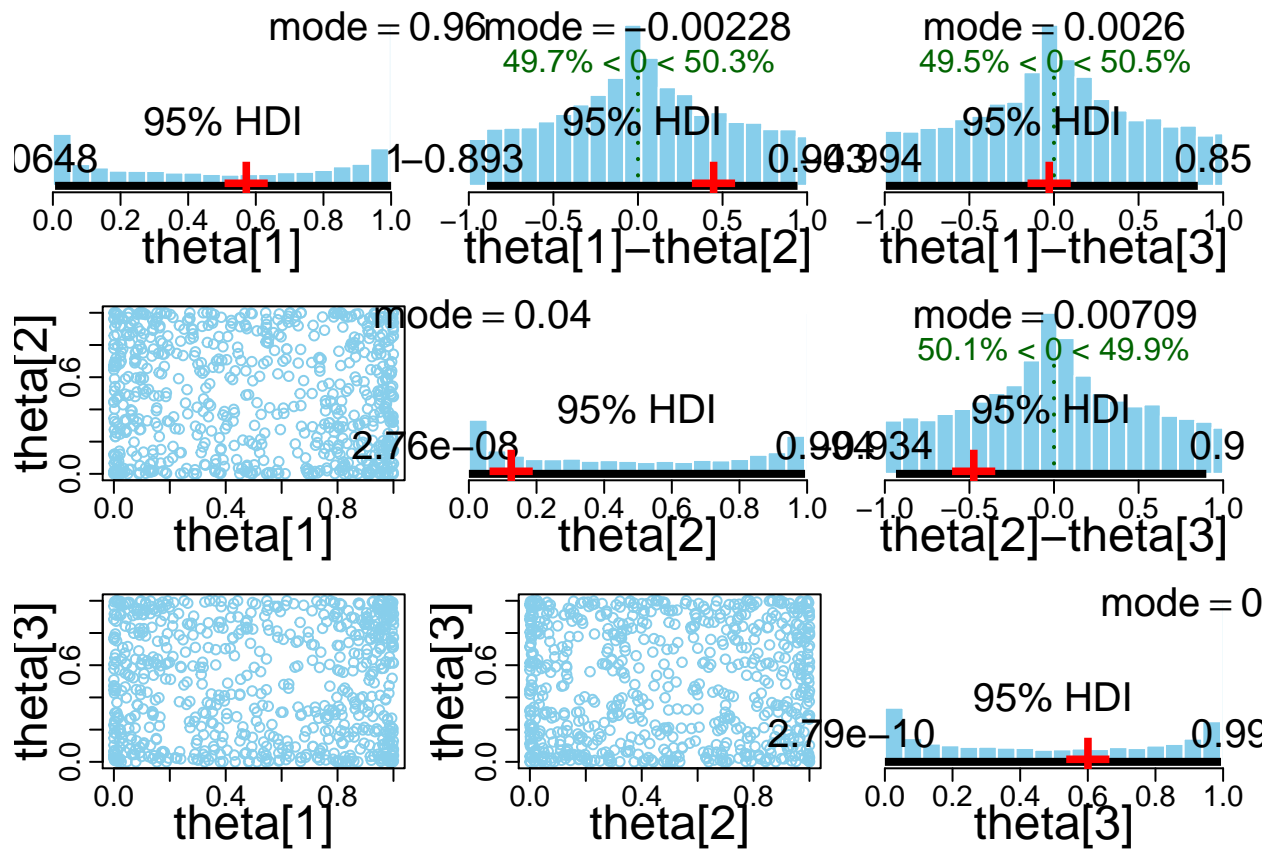 mode = 0.96
95% HDI
0648
1
0.0 0.2 0.4 0.6 0.8 1.0
theta[1]
mode = −0.00228
49.7% < 0 < 50.3%
95% HDI
−0.893
0.943
−1.0 −0.5 0.0 0.5 1.0
theta[1]−theta[2]
mode = 0.0026
49.5% < 0 < 50.5%
95% HDI
0.85
−1.0 −0.5 0.0 0.5 1.0
theta[1]−theta[3]
theta[2]
0.0 0.6
0.0 0.4 0.8
theta[1]
mode = 0.04
95% HDI
2.76e−08
0.994
0.0 0.2 0.4 0.6 0.8 1.0
theta[2]
mode = 0.00709
50.1% < 0 < 49.9%
95% HDI
−0.934
0.9
−1.0 −0.5 0.0 0.5 1.0
theta[2]−theta[3]
theta[3]
0.0 0.6
0.0 0.4 0.8
theta[1]
theta[3]
0.0 0.6
0.0 0.4 0.8
theta[2]
mode = 0
95% HDI
2.79e−10
0.99
0.0 0.2 0.4 0.6 0.8 1.0
theta[3]